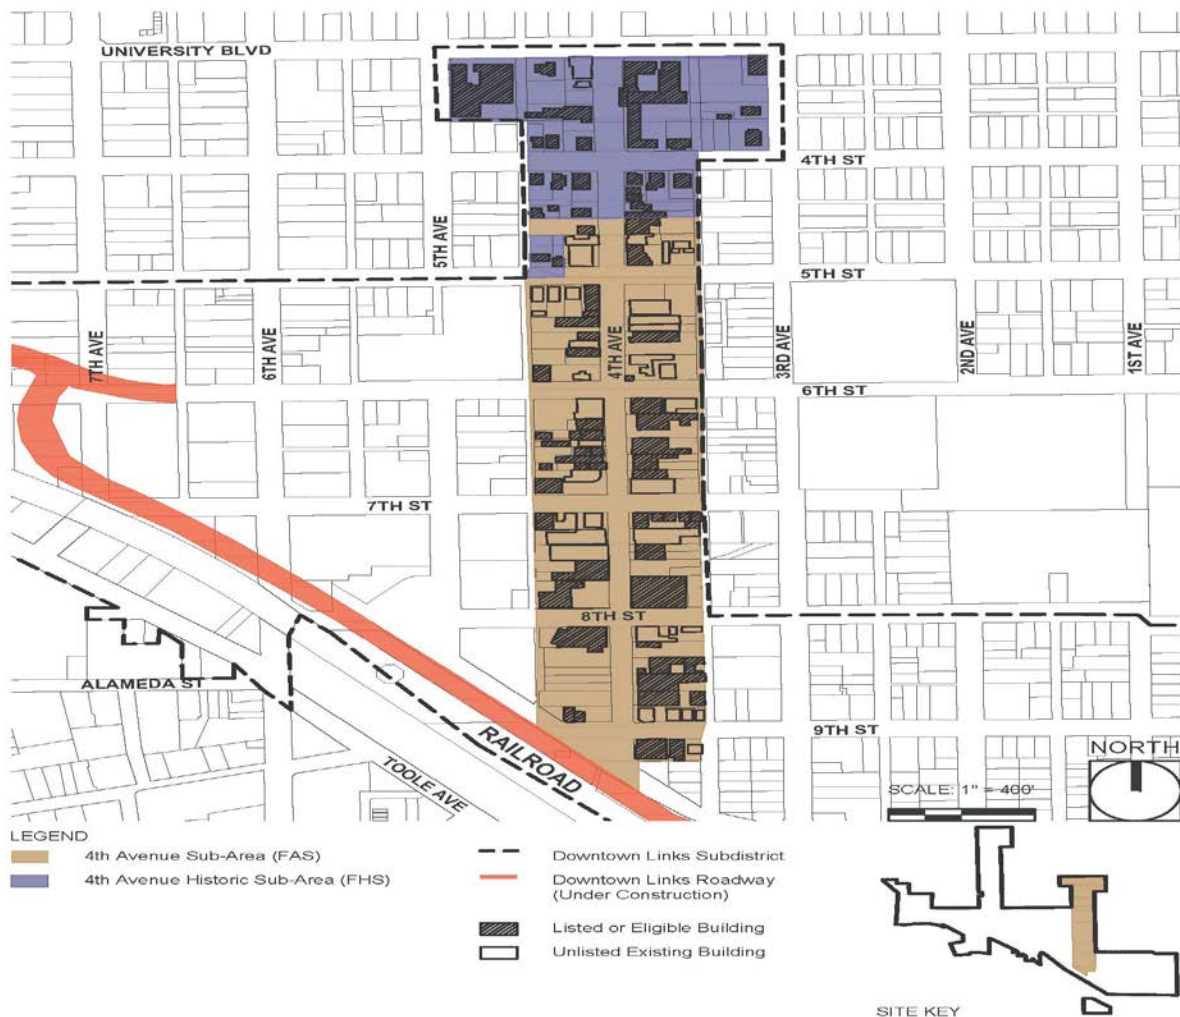 UNIVERSITY BLVD
4TH ST
5TH AVE
5TH ST
7TH AVE
6TH AVE
4TH AVE
3RD AVE
2ND AVE
1ST AVE
6TH ST
7TH ST
8TH ST
ALAMEDA ST
RAILROAD
9TH ST
TOOLE AVE
NORTH
SCALE: 1" = 400'
LEGEND
4th Avenue Sub-Area (FAS)
4th Avenue Historic Sub-Area (FHS)
Downtown Links Subdistrict
Downtown Links Roadway
(Under Construction)
Listed or Eligible Building
Unlisted Existing Building
SITE KEY